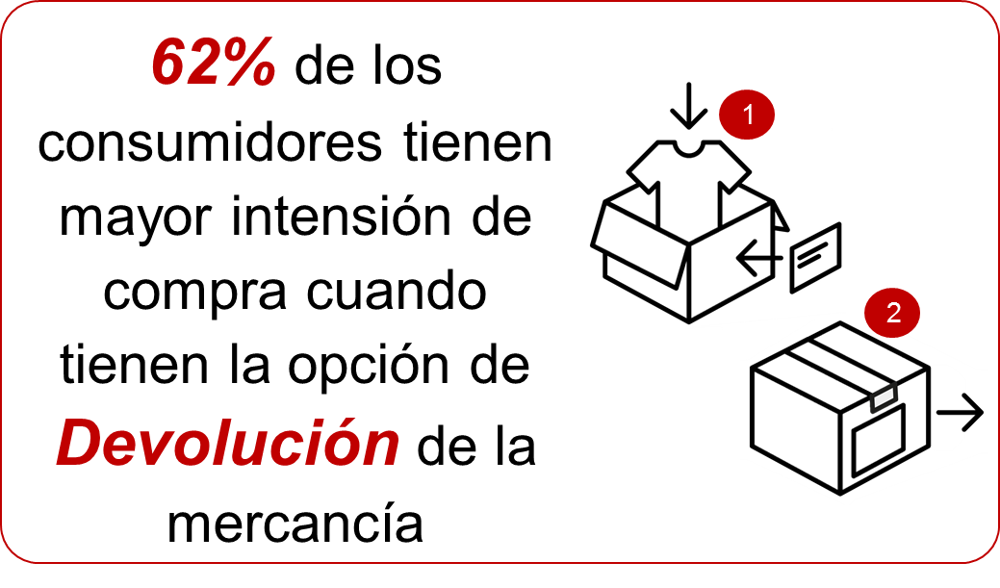 62% de los
consumidores tienen
mayor intensión de
compra cuando
tienen la opción de
Devolución de la
mercancía
1
2